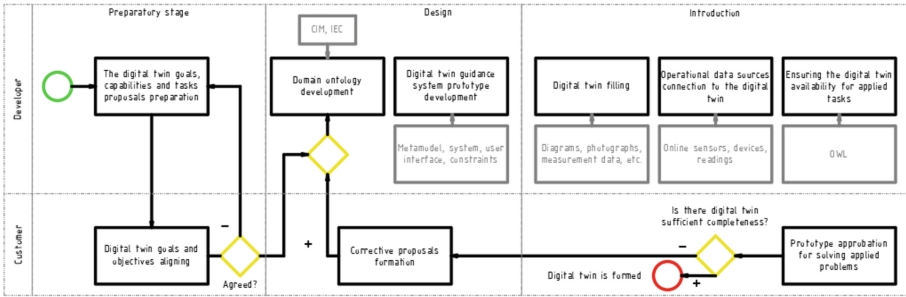 Preparatory stage
Design
Introduction
Developer
Custumer
CIM, IEC
The digital twin goals,
capabilities and tasks
proposals preparation
Domain ontology
development
Digital twin guidance
system prototype
development
Digital twin filling
Operational data sources
connection to the digital
twin
Ensuring the digital twin
availability for applied
tasks
Metamodel, system, user
interface, constraints
Diagrams, photographs,
measurement data, etc.
Online sensors, devices,
readings
OWL
Digital twin goals and
objectives aligning
–
Agreed?
+
Corrective proposals
formation
Is there digital twin
sufficient completeness?
–
Digital twin is formed
+
Prototype approbation
for solving applied
problems